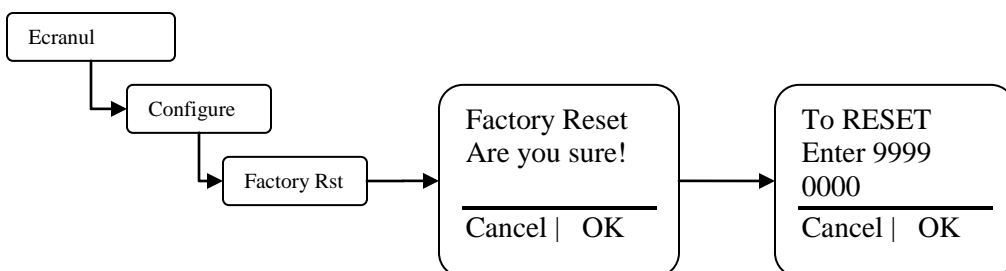 Ecranul
Configure
Factory Rst
Factory Reset
Are you sure!
Cancel | OK
To RESET
Enter 9999
0000
Cancel | OK